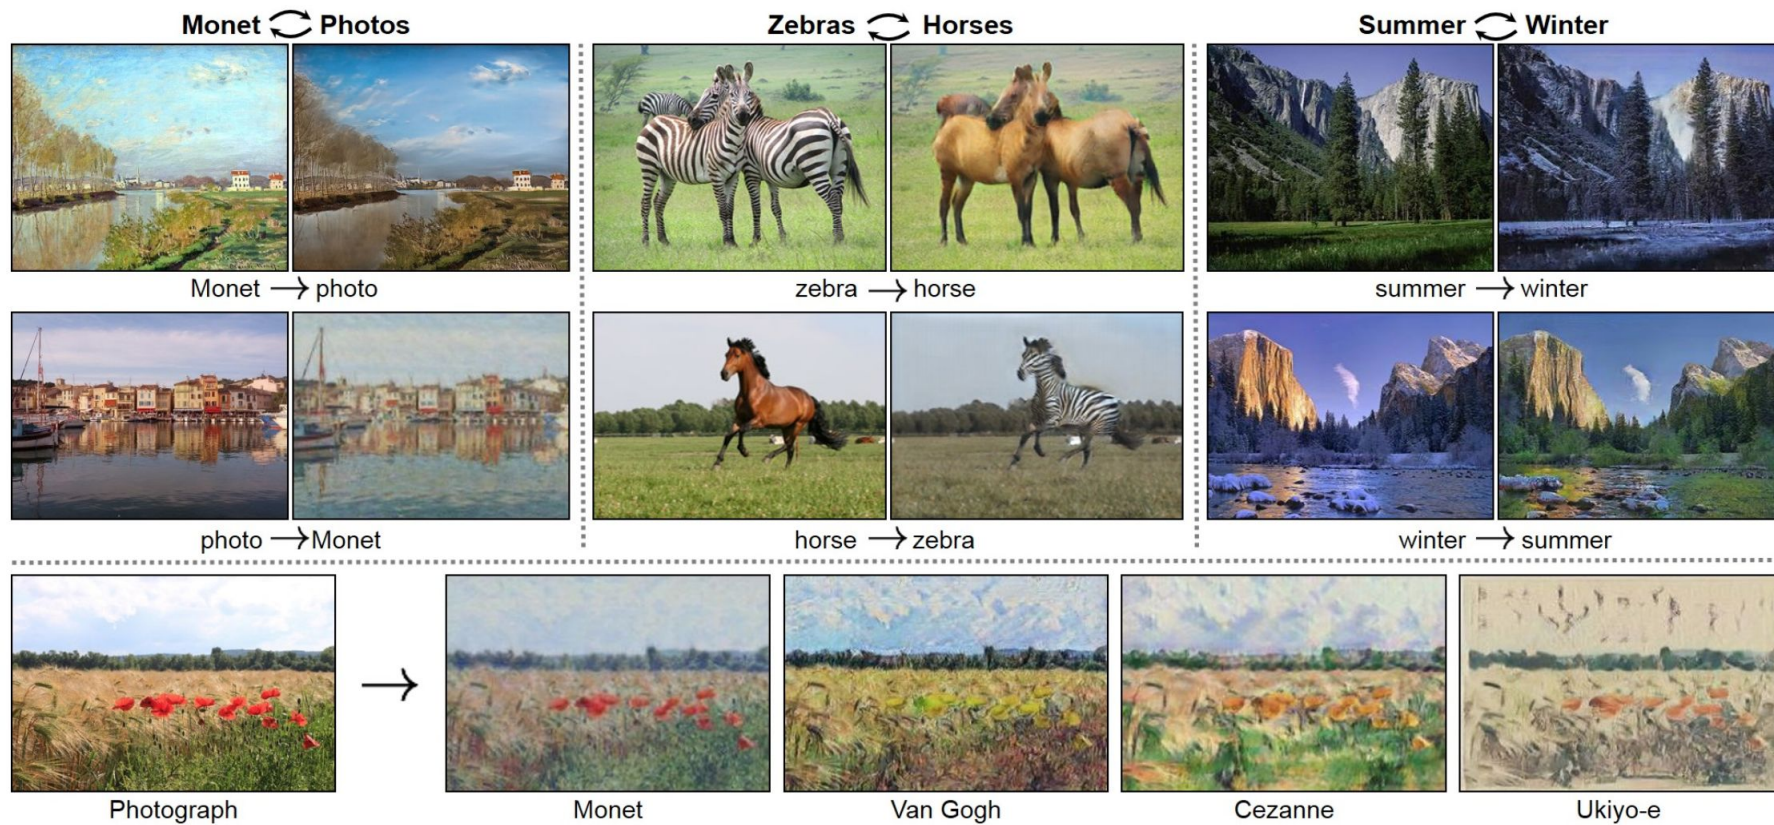 Monet ⇄ Photos
Zebras ⇄ Horses
Summer ⇄ Winter
Monet → photo
zebra → horse
summer → winter
photo → Monet
horse → zebra
winter → summer
Photograph
Monet
Van Gogh
Cezanne
Ukiyo-e